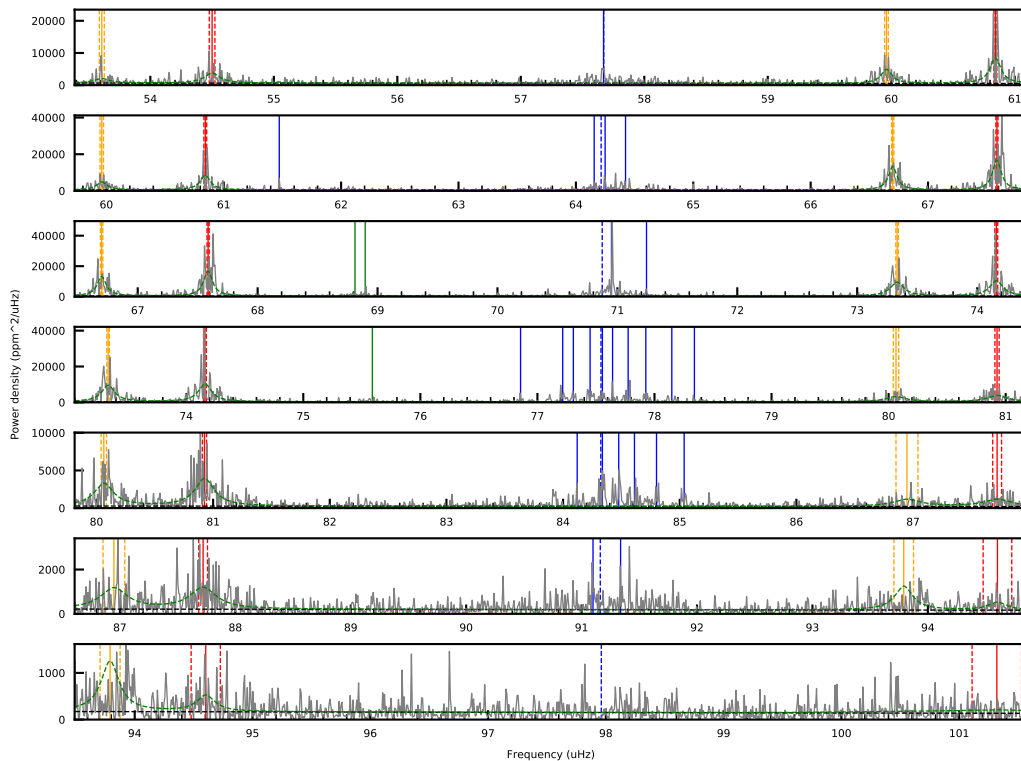 20000
10000
0
54 55 56 57 58 59 60 61
40000
20000
0
60 61 62 63 64 65 66 67
40000
20000
0
67 68 69 70 71 72 73 74
40000
20000
0
74 75 76 77 78 79 80 81
10000
5000
0
80 81 82 83 84 85 86 87
2000
0
87 88 89 90 91 92 93 94
1000
0
94 95 96 97 98 99 100 101
Power density (ppm^2/uHz)
Frequency (uHz)